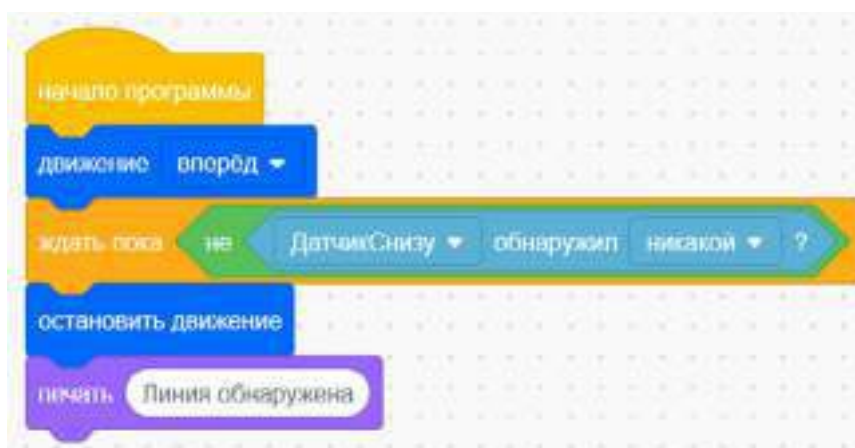 начало программы
движение вперёд
ждать пока не ДатчикСнизу обнаружил никакой ?
остановить движение
печать Линия обнаружена